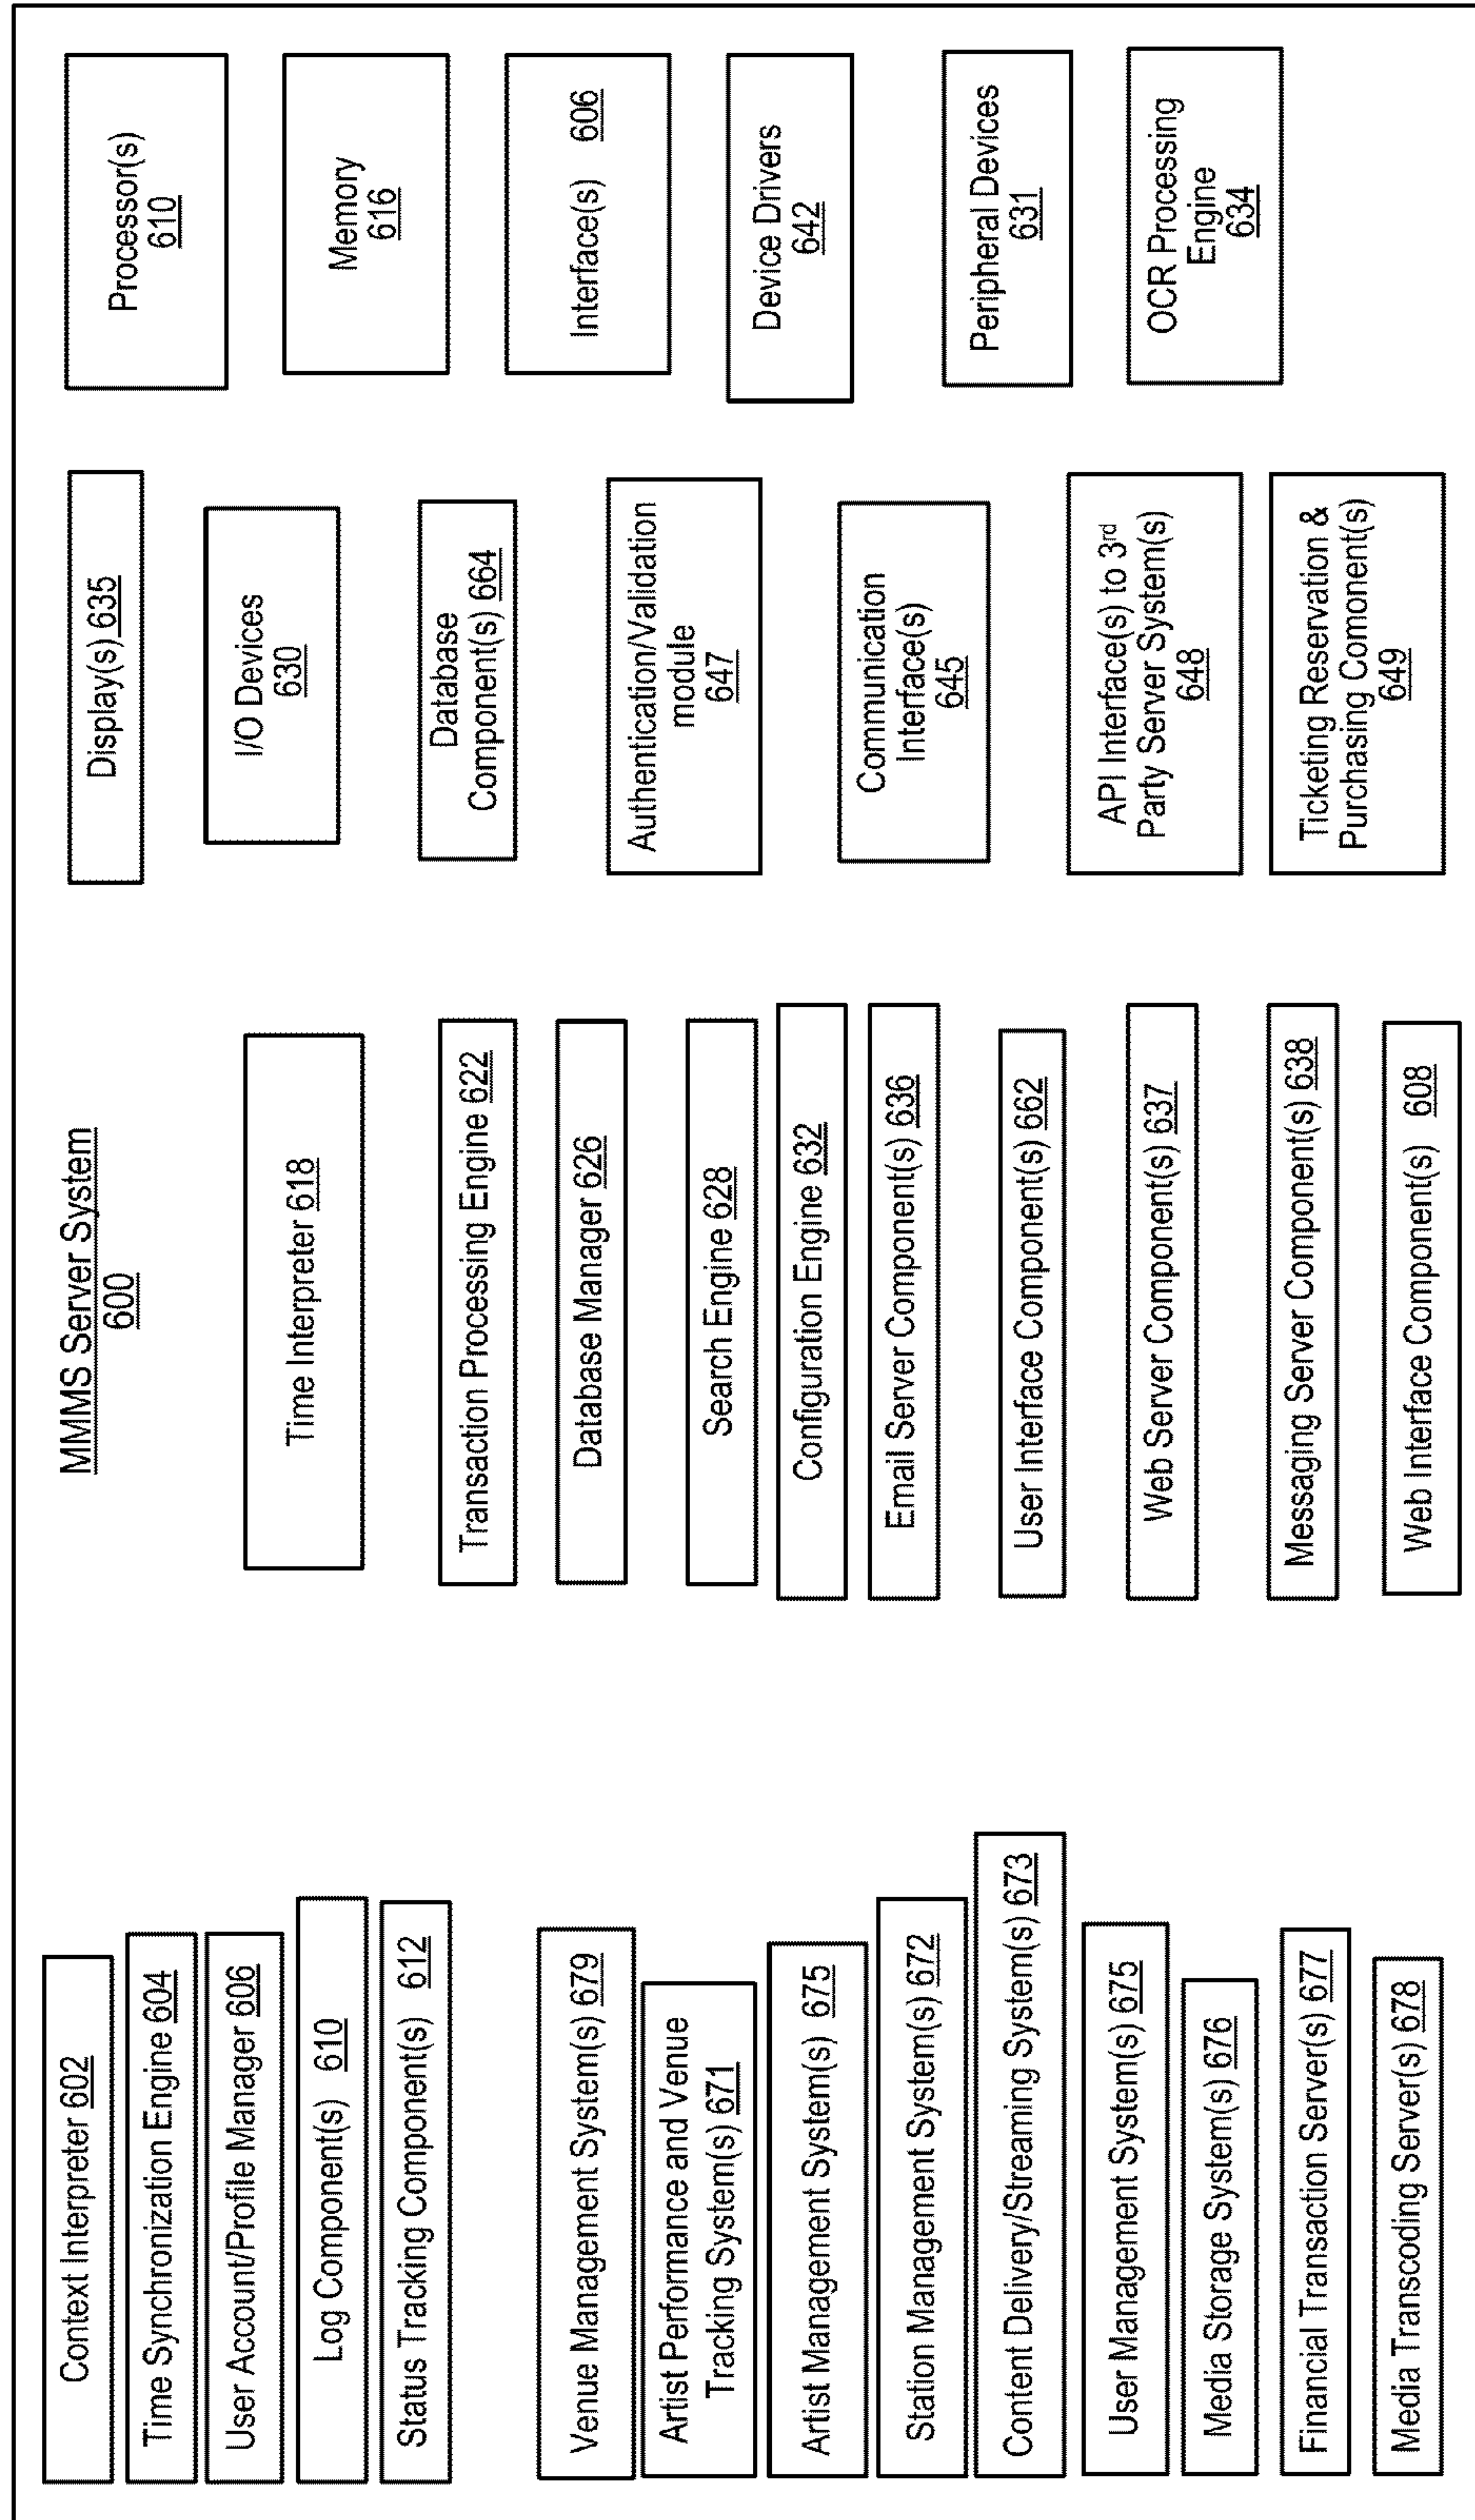 MMMS Server System
600
Context Interpreter 602
Time Synchronization Engine 604
User Account/Profile Manager 606
Log Component(s) 610
Status Tracking Component(s) 612
Venue Management System(s) 679
Artist Performance and Venue
Tracking System(s) 671
Artist Management System(s) 675
Station Management System(s) 672
Content Delivery/Streaming System(s) 673
User Management System(s) 675
Media Storage System(s) 676
Financial Transaction Server(s) 677
Media Transcoding Server(s) 678
Time Interpreter 618
Transaction Processing Engine 622
Database Manager 626
Search Engine 628
Configuration Engine 632
Email Server Component(s) 636
User Interface Component(s) 662
Web Server Component(s) 637
Messaging Server Component(s) 638
Web Interface Component(s) 608
Display(s) 635
I/O Devices
630
Database
Component(s) 664
Authentication/Validation
module
647
Communication
Interface(s)
645
API Interface(s) to 3rd
Party Server System(s)
648
Ticketing Reservation &
Purchasing Comonent(s)
649
Processor(s)
610
Memory
616
Interface(s) 606
Device Drivers
642
Peripheral Devices
631
OCR Processing
Engine
634